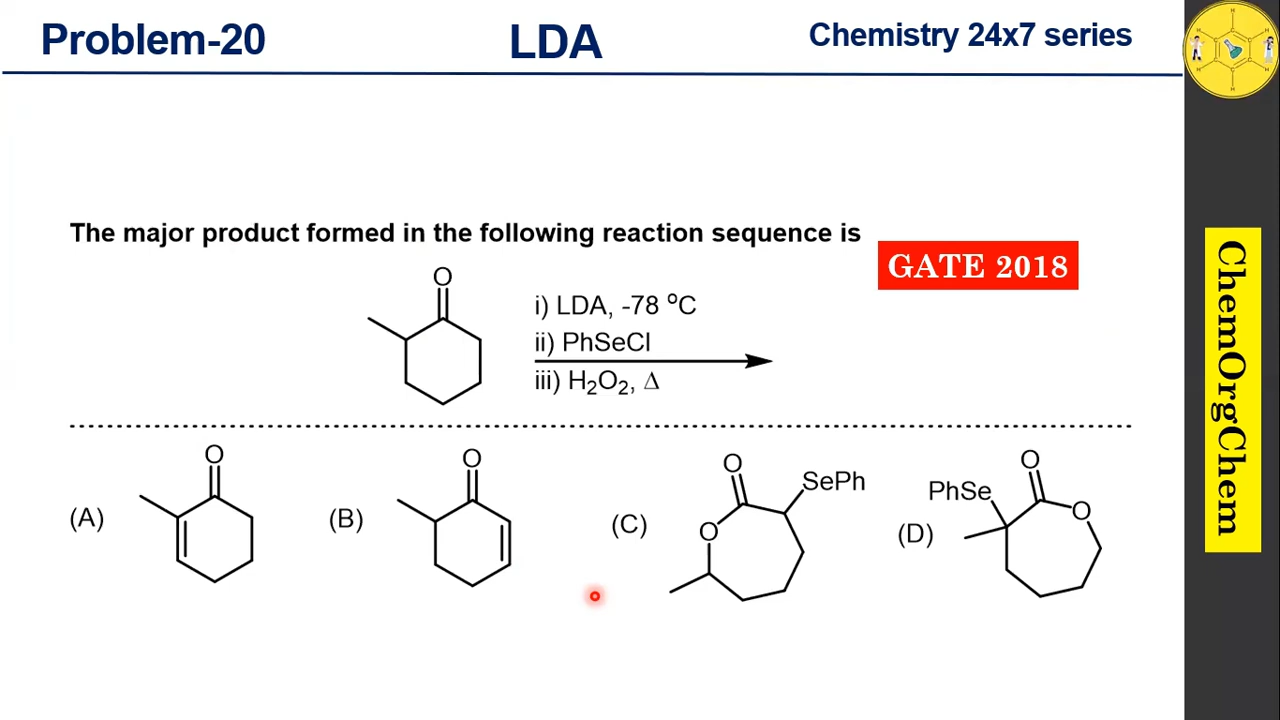 Problem-20
LDA
Chemistry 24x7 series
The major product formed in the following reaction sequence is
GATE 2018
O
i) LDA, -78 ºC
ii) PhSeCl
iii) H₂O₂, Δ
(A)
O
(B)
O
(C)
O
O
SePh
(D)
PhSe
O
O
ChemOrgChem